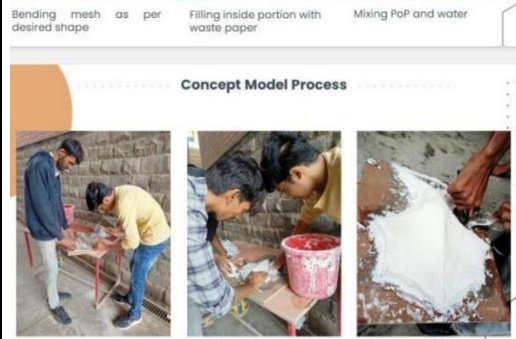 Bending mesh as per
desired shape
Filling inside portion with
waste paper
Mixing PoP and water
Concept Model Process